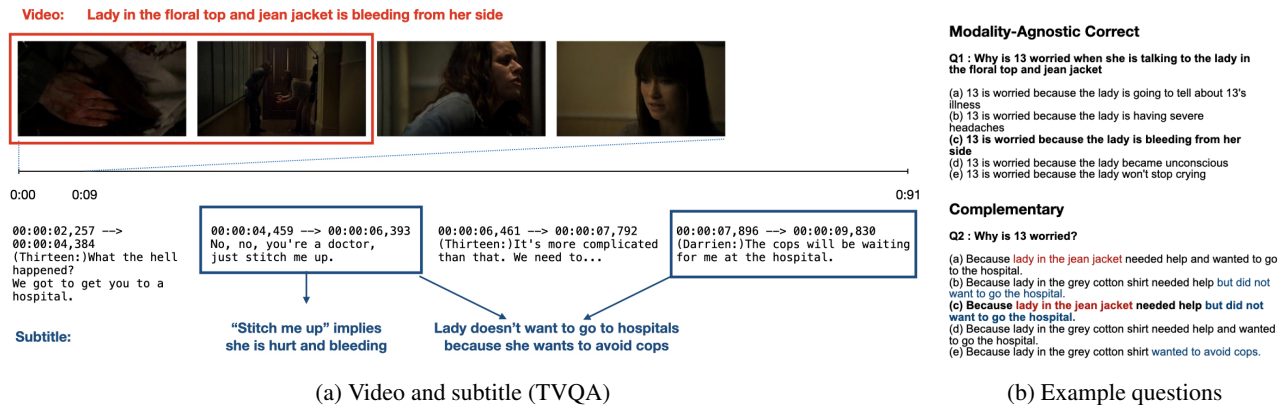 Video: Lady in the floral top and jean jacket is bleeding from her side
0:00
0:09
0:91
00:00:02,257 -->
00:00:04,384
(Thirteen:)What the hell
happened?
We got to get you to a
hospital.
00:00:04,459 --> 00:00:06,393
No, no, you're a doctor,
just stitch me up.
00:00:06,461 --> 00:00:07,792
(Thirteen:)It's more complicated
than that. We need to...
00:00:07,896 --> 00:00:09,830
(Darrien:)The cops will be waiting
for me at the hospital.
Subtitle:
“Stitch me up” implies
she is hurt and bleeding
Lady doesn't want to go to hospitals
because she wants to avoid cops
(a) Video and subtitle (TVQA)
Modality-Agnostic Correct
Q1 : Why is 13 worried when she is talking to the lady in
the floral top and jean jacket
(a) 13 is worried because the lady is going to tell about 13's
illness
(b) 13 is worried because the lady is having severe
headaches
(c) 13 is worried because the lady is bleeding from her
side
(d) 13 is worried because the lady became unconscious
(e) 13 is worried because the lady won't stop crying
Complementary
Q2 : Why is 13 worried?
(a) Because lady in the jean jacket needed help and wanted to go
to the hospital.
(b) Because lady in the grey cotton shirt needed help but did not
want to go the hospital.
(c) Because lady in the jean jacket needed help but did not
want to go the hospital.
(d) Because lady in the grey cotton shirt needed help and wanted
to go the hospital.
(e) Because lady in the grey cotton shirt wanted to avoid cops.
(b) Example questions